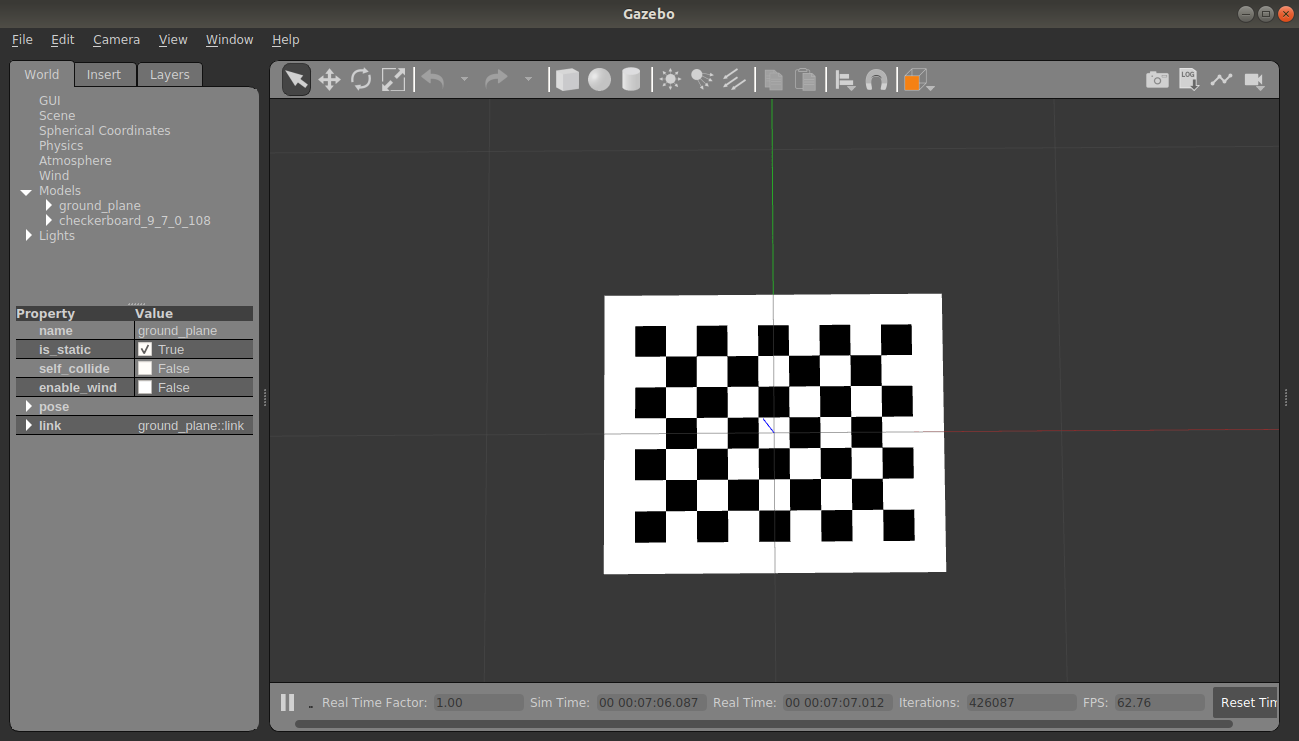 Gazebo
File Edit Camera View Window Help
World Insert Layers
LOG
GUI
Scene
Spherical Coordinates
Physics
Atmosphere
Wind
Models
ground_plane
checkerboard_9_7_0_108
Lights
Property Value
name ground_plane
is_static True
self_collide False
enable_wind False
pose
link ground_plane::link
Real Time Factor: 1.00 Sim Time: 00 00:07:06.087 Real Time: 00 00:07:07.012 Iterations: 426087 FPS: 62.76 Reset Tim